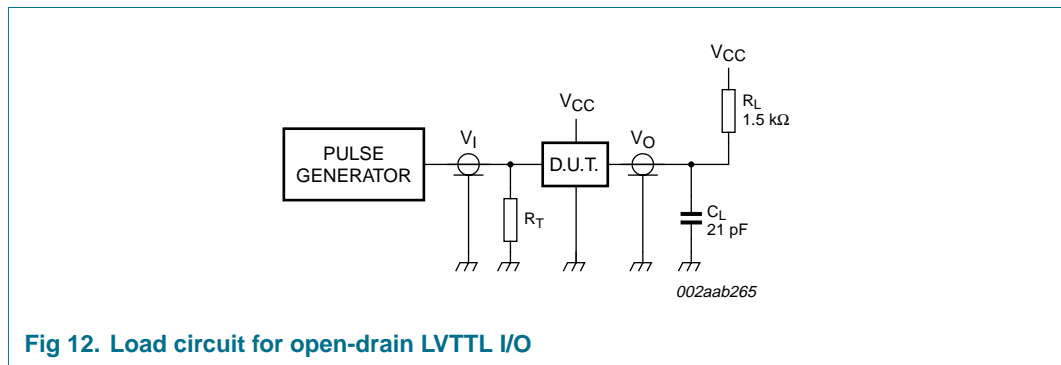 VCC
RL
1.5 kΩ
VCC
PULSE
GENERATOR
VI
D.U.T.
VO
RT
CL
21 pF
002aab265
Fig 12. Load circuit for open-drain LVTTL I/O